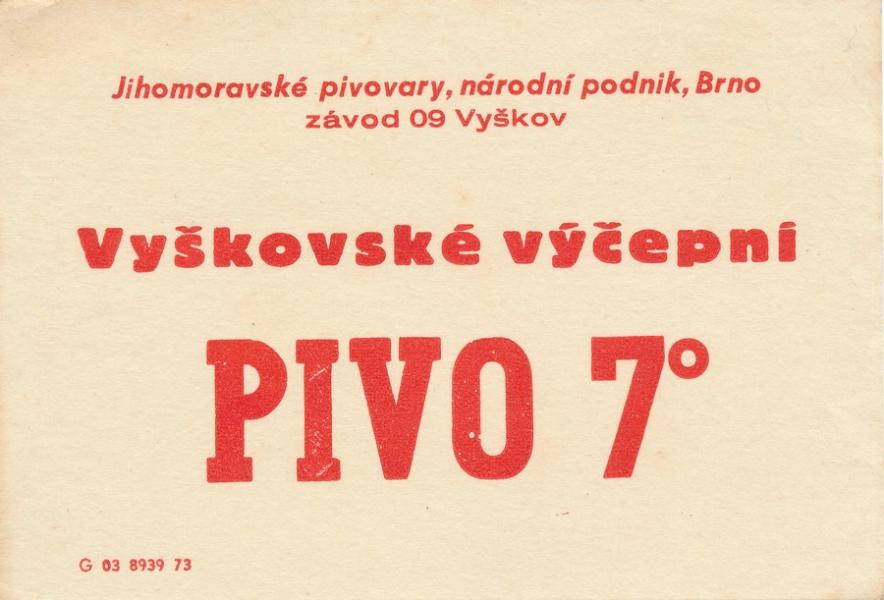 Jihomoravské pivovary, národní podnik, Brno
závod 09 Vyškov
Vyškovské výčepní
PIVO 7°
G 03 8939 73